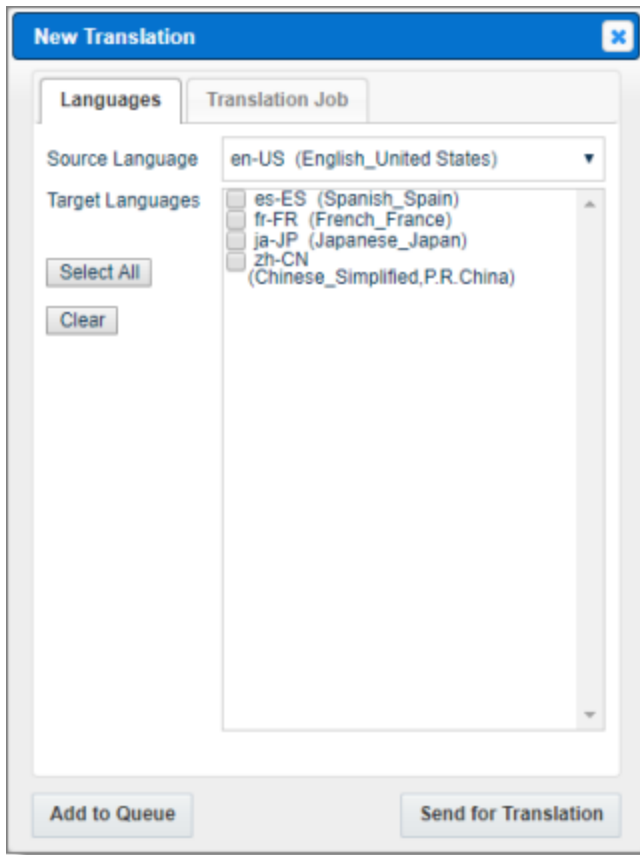 New Translation
Languages
Translation Job
Source Language
en-US (English_United States)
Target Languages
es-ES (Spanish_Spain)
fr-FR (French_France)
ja-JP (Japanese_Japan)
zh-CN
(Chinese_Simplified,P.R.China)
Select All
Clear
Add to Queue
Send for Translation